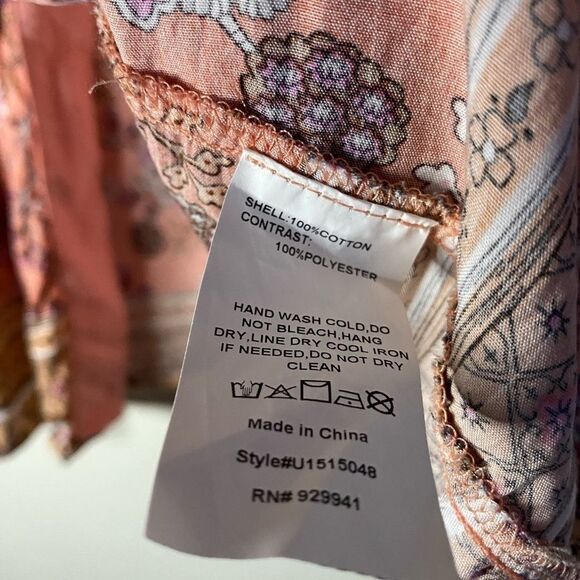 SHELL:100%COTTON
CONTRAST:
100%POLYESTER
HAND WASH COLD,DO
NOT BLEACH,HANG
DRY,LINE DRY COOL IRON
IF NEEDED,DO NOT DRY
CLEAN
Made in China
Style#U1515048
RN# 929941